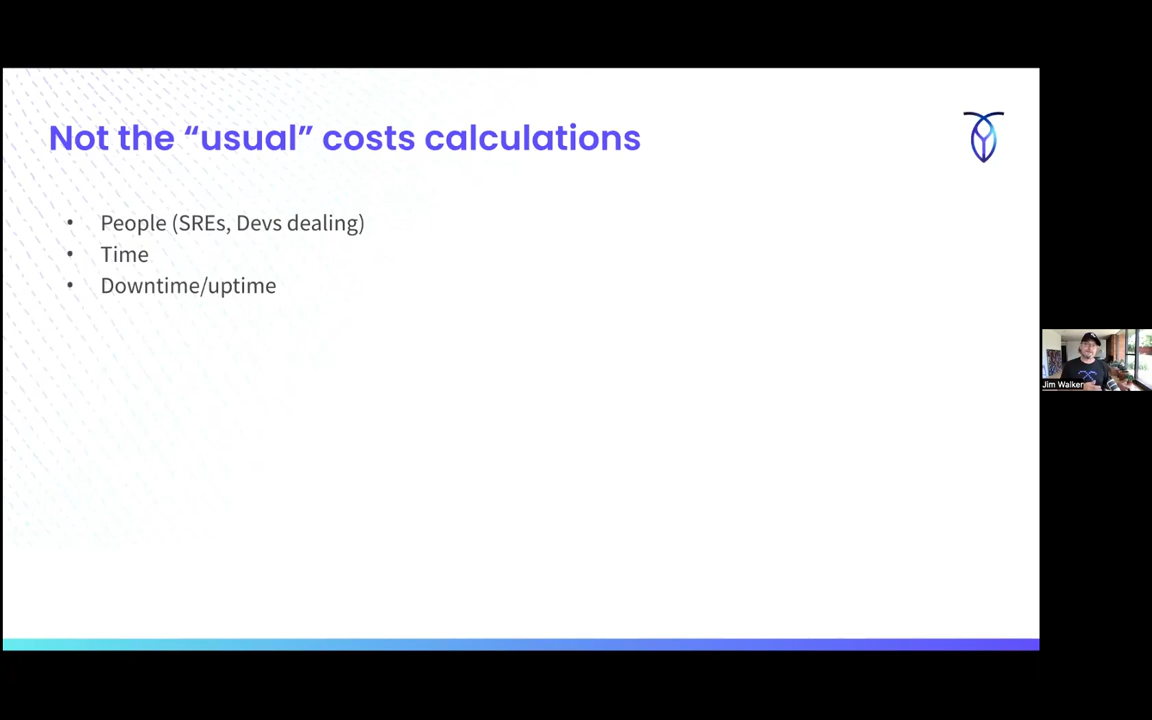 Not the “usual” costs calculations
• People (SREs, Devs dealing)
• Time
• Downtime/uptime
Jim Walker